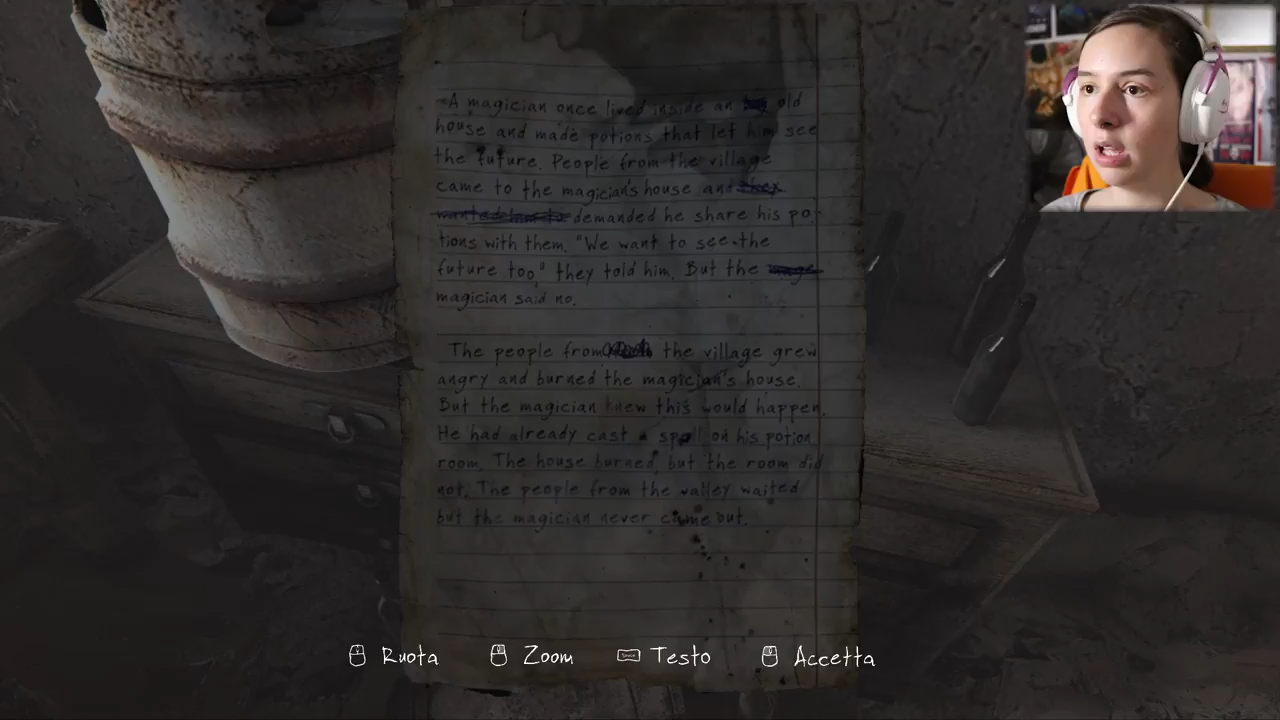 A magician once lived inside an old
house and made potions that let him see
the future. People from the village
came to the magician's house and they
wanted him to demanded he share his po-
tions with them. "We want to see the
future too," they told him. But the mage
magician said no.
The people from the village grew
angry and burned the magician's house.
But the magician knew this would happen.
He had already cast a spell on his potion
room. The house burned, but the room did
not. The people from the valley waited
but the magician never came out.
Ruota Zoom Testo Accetta